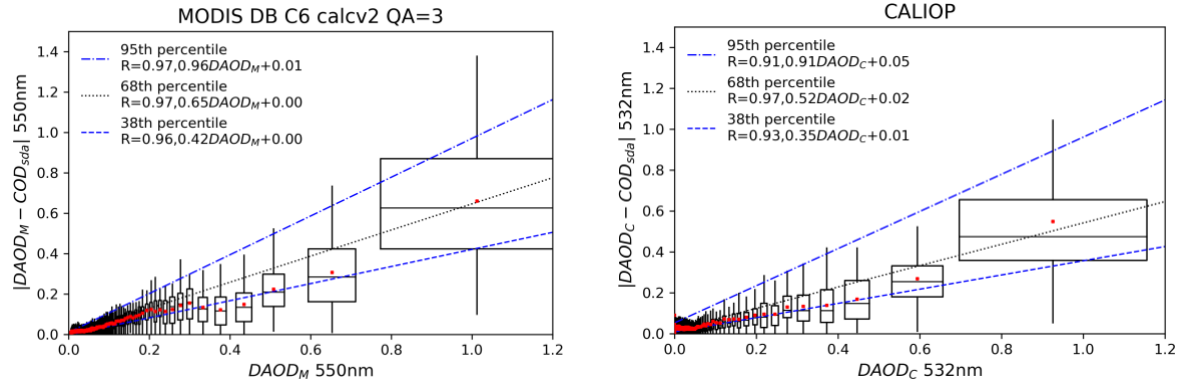 MODIS DB C6 calcv2 QA=3
|DAOD_M − COD_sda| 550nm
1.4
1.2
1.0
0.8
0.6
0.4
0.2
0.0
95th percentile
R=0.97,0.96DAOD_M+0.01
68th percentile
R=0.97,0.65DAOD_M+0.00
38th percentile
R=0.96,0.42DAOD_M+0.00
0.0 0.2 0.4 0.6 0.8 1.0 1.2
DAOD_M 550nm
CALIOP
|DAOD_C − COD_sda| 532nm
1.4
1.2
1.0
0.8
0.6
0.4
0.2
0.0
95th percentile
R=0.91,0.91DAOD_C+0.05
68th percentile
R=0.97,0.52DAOD_C+0.02
38th percentile
R=0.93,0.35DAOD_C+0.01
0.0 0.2 0.4 0.6 0.8 1.0 1.2
DAOD_C 532nm